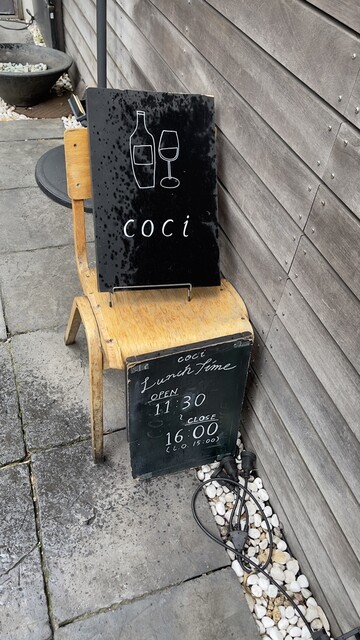 coci
coci
Lunch Time
OPEN
11:30
~
CLOSE
16:00
(L.O 15:00)